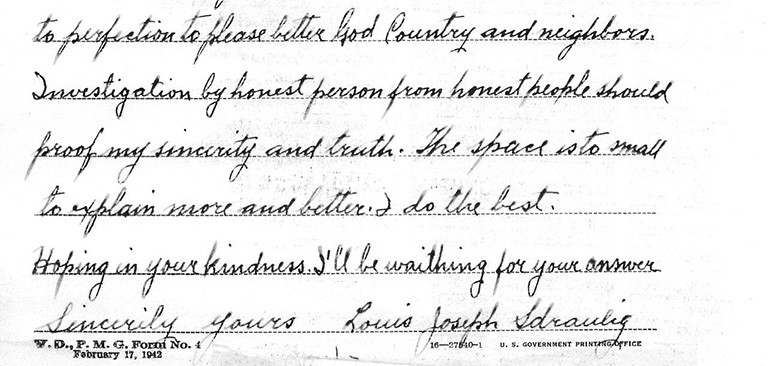 to perfection to please better God Country and neighbors.
Investigation by honest person from honest people should
proof my sincirity and truth. The space is to small
to explain more and better. I do the best.
Hoping in your kindness. I'll be waithing for your answer
Sincirily yours Louis Joseph Sdraulig
W. D., P. M. G. Form No. 4
February 17, 1942
16—27840-1 U. S. GOVERNMENT PRINTING OFFICE